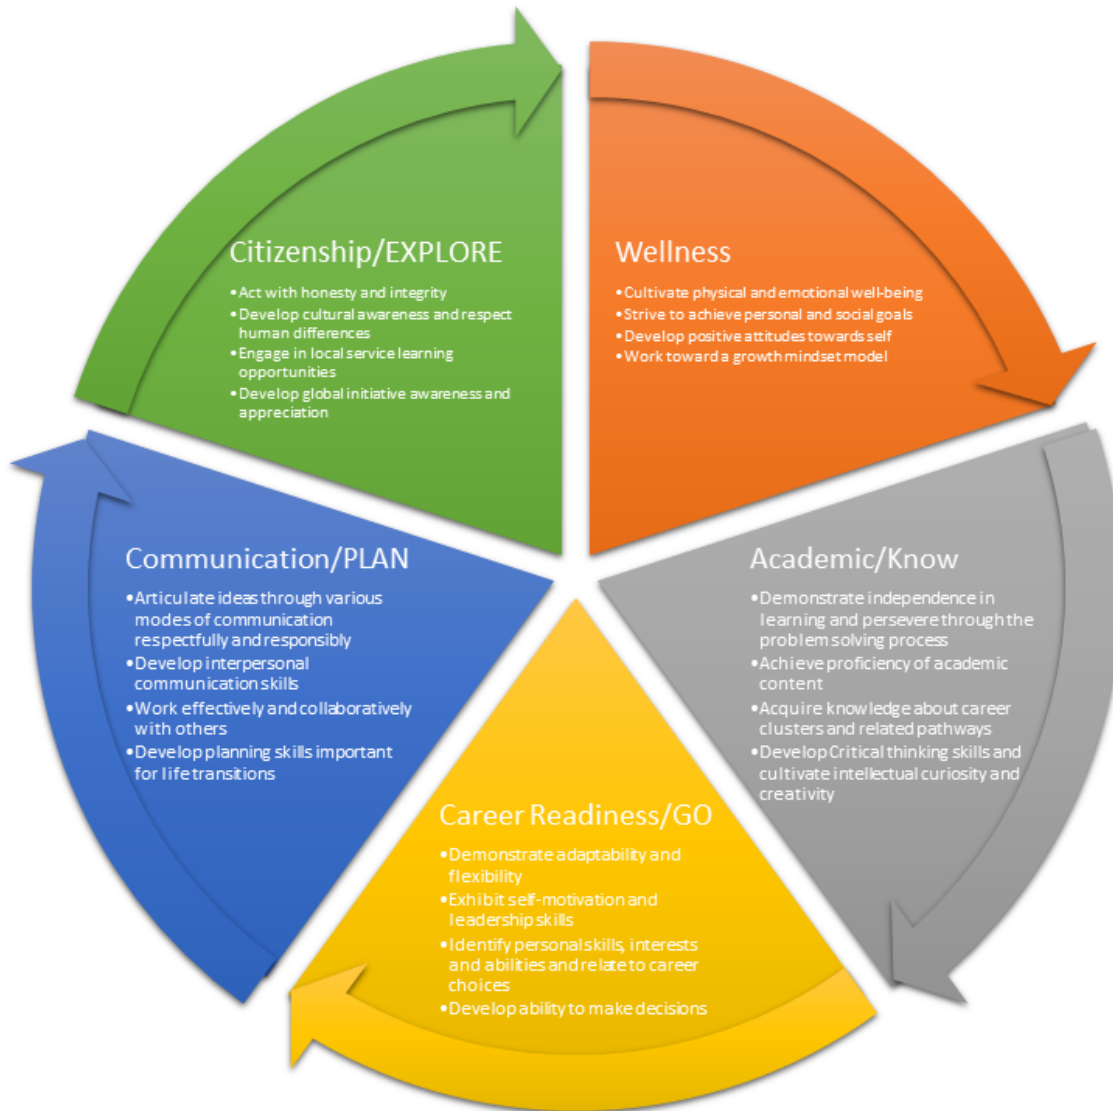 Citizenship/EXPLORE
•Act with honesty and integrity
•Develop cultural awareness and respect
human differences
•Engage in local service learning
opportunities
•Develop global initiative awareness and
appreciation
Wellness
•Cultivate physical and emotional well-being
•Strive to achieve personal and social goals
•Develop positive attitudes towards self
•Work toward a growth mindset model
Academic/Know
•Demonstrate independence in
learning and persevere through the
problem solving process
•Achieve proficiency of academic
content
•Acquire knowledge about career
clusters and related pathways
•Develop Critical thinking skills and
cultivate intellectual curiosity and
creativity
Career Readiness/GO
•Demonstrate adaptability and
flexibility
•Exhibit self-motivation and
leadership skills
•Identify personal skills, interests
and abilities and relate to career
choices
•Develop ability to make decisions
Communication/PLAN
•Articulate ideas through various
modes of communication
respectfully and responsibly
•Develop interpersonal
communication skills
•Work effectively and collaboratively
with others
•Develop planning skills important
for life transitions